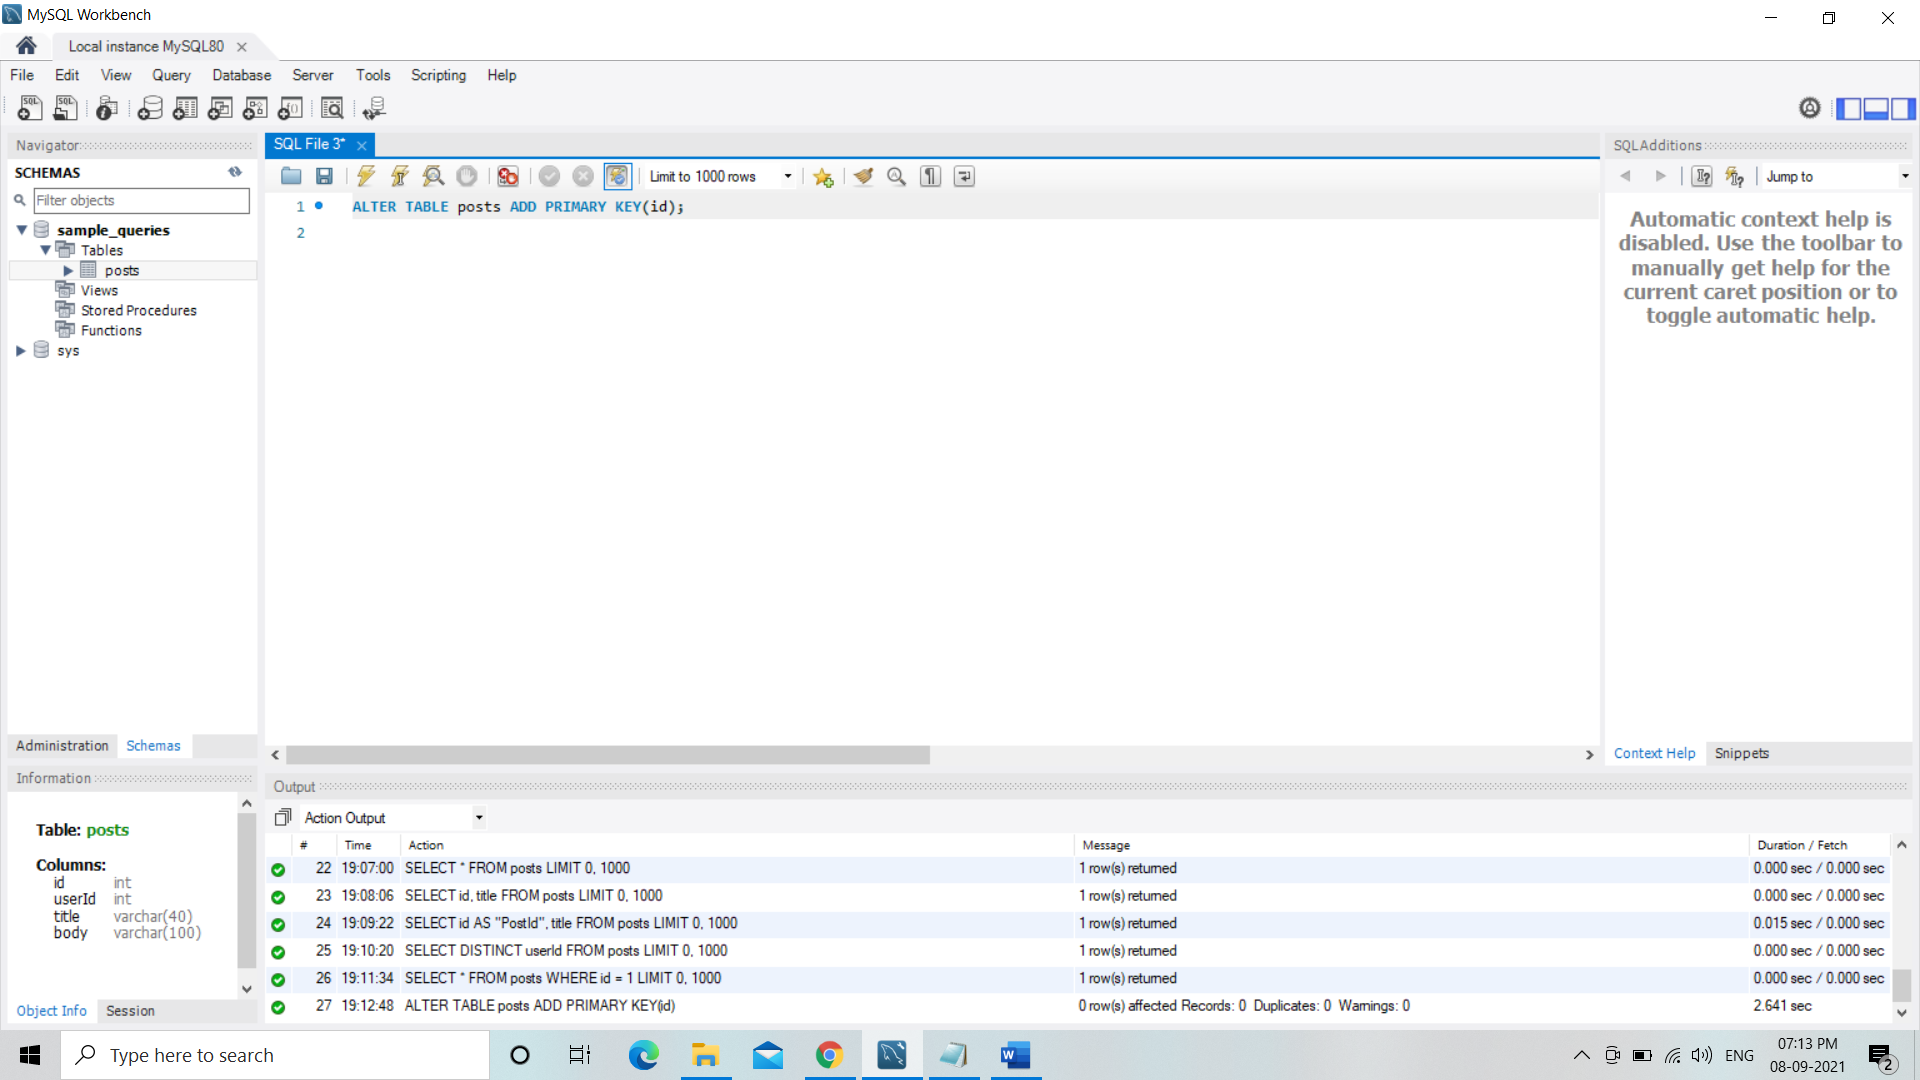 MySQL Workbench
Local instance MySQL80
File Edit View Query Database Server Tools Scripting Help
Navigator
SCHEMAS
Filter objects
sample_queries
Tables
posts
Views
Stored Procedures
Functions
sys
Administration Schemas
Information
Table: posts
Columns:
id int
userId int
title varchar(40)
body varchar(100)
Object Info Session
SQL File 3*
Limit to 1000 rows
1 ALTER TABLE posts ADD PRIMARY KEY(id);
2
SQLAdditions
Jump to
Automatic context help is
disabled. Use the toolbar to
manually get help for the
current caret position or to
toggle automatic help.
Context Help Snippets
Output
Action Output
# Time Action Message Duration / Fetch
22 19:07:00 SELECT * FROM posts LIMIT 0, 1000 1 row(s) returned 0.000 sec / 0.000 sec
23 19:08:06 SELECT id, title FROM posts LIMIT 0, 1000 1 row(s) returned 0.000 sec / 0.000 sec
24 19:09:22 SELECT id AS "PostId", title FROM posts LIMIT 0, 1000 1 row(s) returned 0.015 sec / 0.000 sec
25 19:10:20 SELECT DISTINCT userId FROM posts LIMIT 0, 1000 1 row(s) returned 0.000 sec / 0.000 sec
26 19:11:34 SELECT * FROM posts WHERE id = 1 LIMIT 0, 1000 1 row(s) returned 0.000 sec / 0.000 sec
27 19:12:48 ALTER TABLE posts ADD PRIMARY KEY(id) 0 row(s) affected Records: 0 Duplicates: 0 Warnings: 0 2.641 sec
Type here to search
ENG
07:13 PM
08-09-2021
2